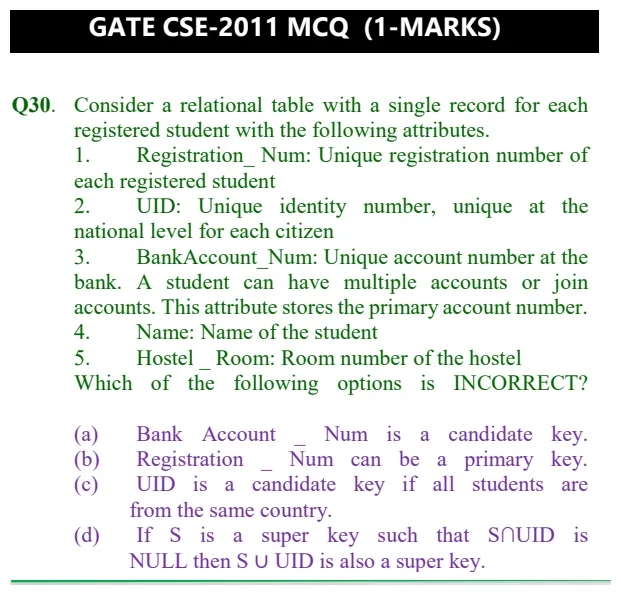 GATE CSE-2011 MCQ (1-MARKS)
Q30. Consider a relational table with a single record for each
registered student with the following attributes.
1. Registration_ Num: Unique registration number of
each registered student
2. UID: Unique identity number, unique at the
national level for each citizen
3. BankAccount_Num: Unique account number at the
bank. A student can have multiple accounts or join
accounts. This attribute stores the primary account number.
4. Name: Name of the student
5. Hostel _ Room: Room number of the hostel
Which of the following options is INCORRECT?
(a) Bank Account _ Num is a candidate key.
(b) Registration _ Num can be a primary key.
(c) UID is a candidate key if all students are
from the same country.
(d) If S is a super key such that S∩UID is
NULL then S ∪ UID is also a super key.